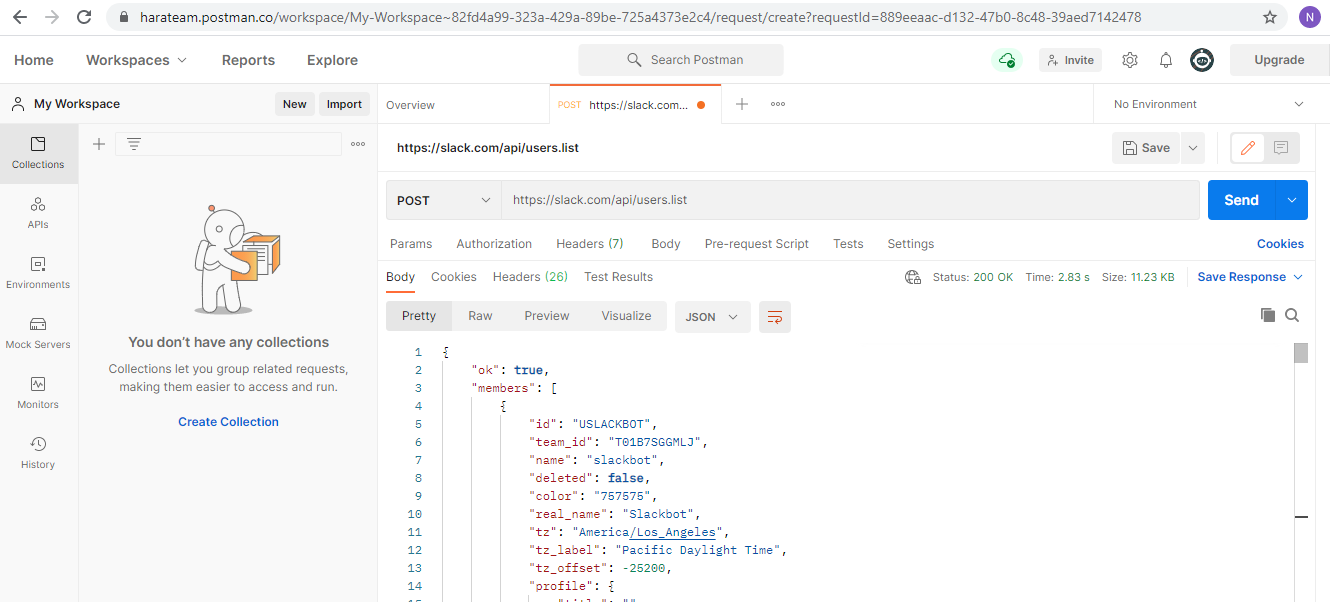 harateam.postman.co/workspace/My-Workspace~82fd4a99-323a-429a-89be-725a4373e2c4/request/create?requestId=889eeaac-d132-47b0-8c48-39aed7142478
N
Home Workspaces Reports Explore Search Postman Invite Upgrade
My Workspace New Import
Overview POST https://slack.com... No Environment
Collections
APIs
Environments
Mock Servers
Monitors
History
You don't have any collections
Collections let you group related requests,
making them easier to access and run.
Create Collection
https://slack.com/api/users.list Save
POST https://slack.com/api/users.list Send
Params Authorization Headers (7) Body Pre-request Script Tests Settings Cookies
Body Cookies Headers (26) Test Results Status: 200 OK Time: 2.83 s Size: 11.23 KB Save Response
Pretty Raw Preview Visualize JSON
1 {
2 "ok": true,
3 "members": [
4 {
5 "id": "USLACKBOT",
6 "team_id": "T01B7SGGMLJ",
7 "name": "slackbot",
8 "deleted": false,
9 "color": "757575",
10 "real_name": "Slackbot",
11 "tz": "America/Los_Angeles",
12 "tz_label": "Pacific Daylight Time",
13 "tz_offset": -25200,
14 "profile": {